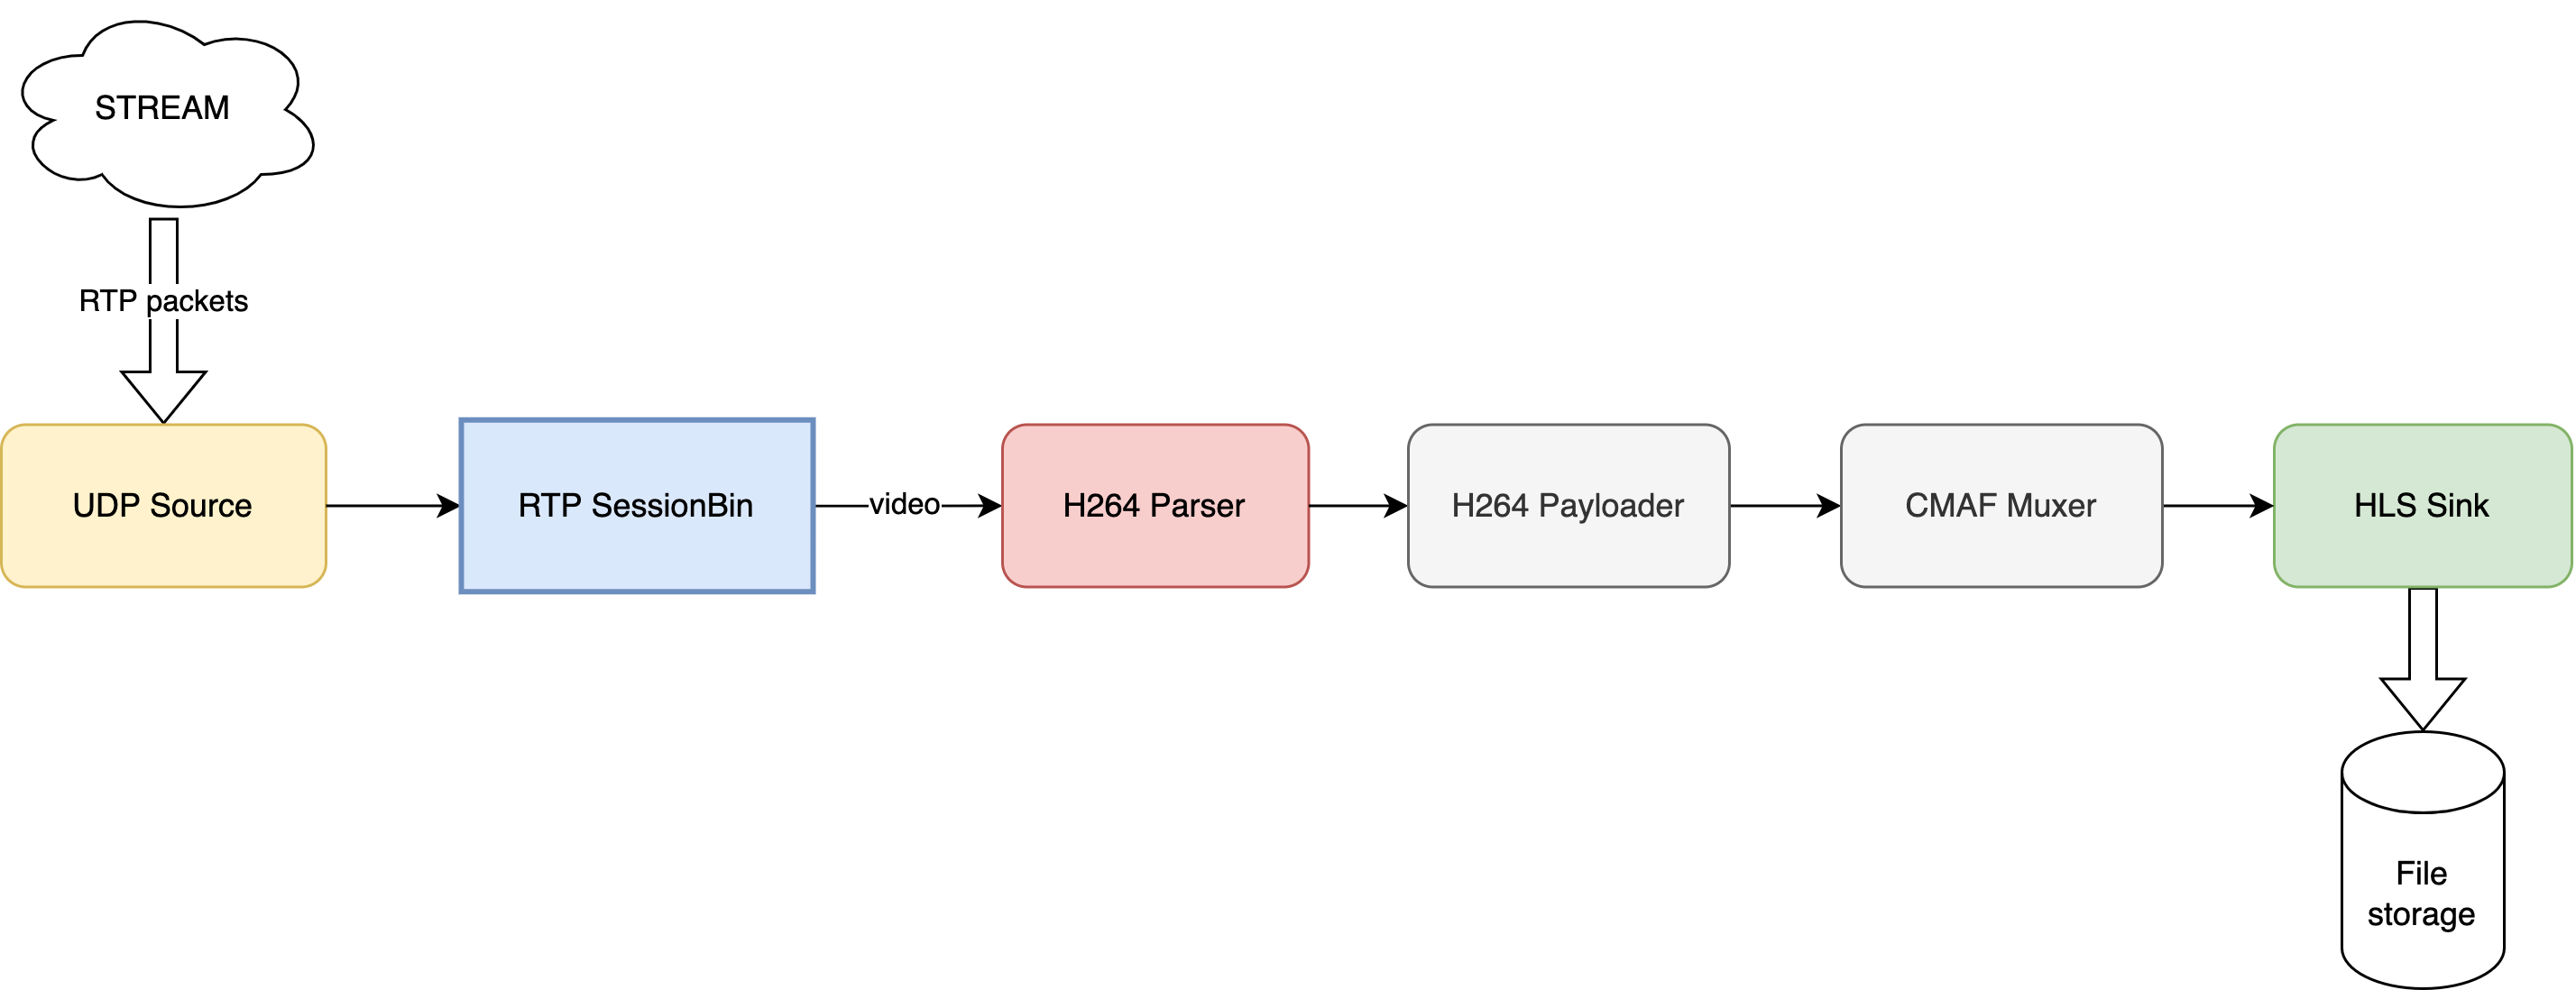 STREAM
RTP packets
UDP Source
RTP SessionBin
video
H264 Parser
H264 Payloader
CMAF Muxer
HLS Sink
File
storage